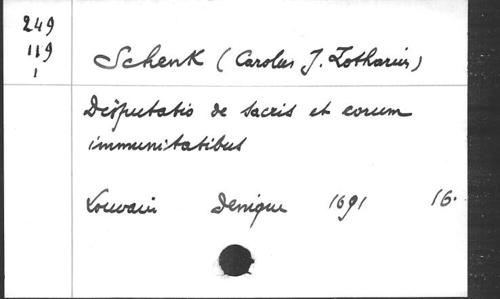 249
119
1
Schenk (Carolus J. Lotharius)
Disputatio de sacris et eorum
immunitatibus
Louvain Denique 1691 16.